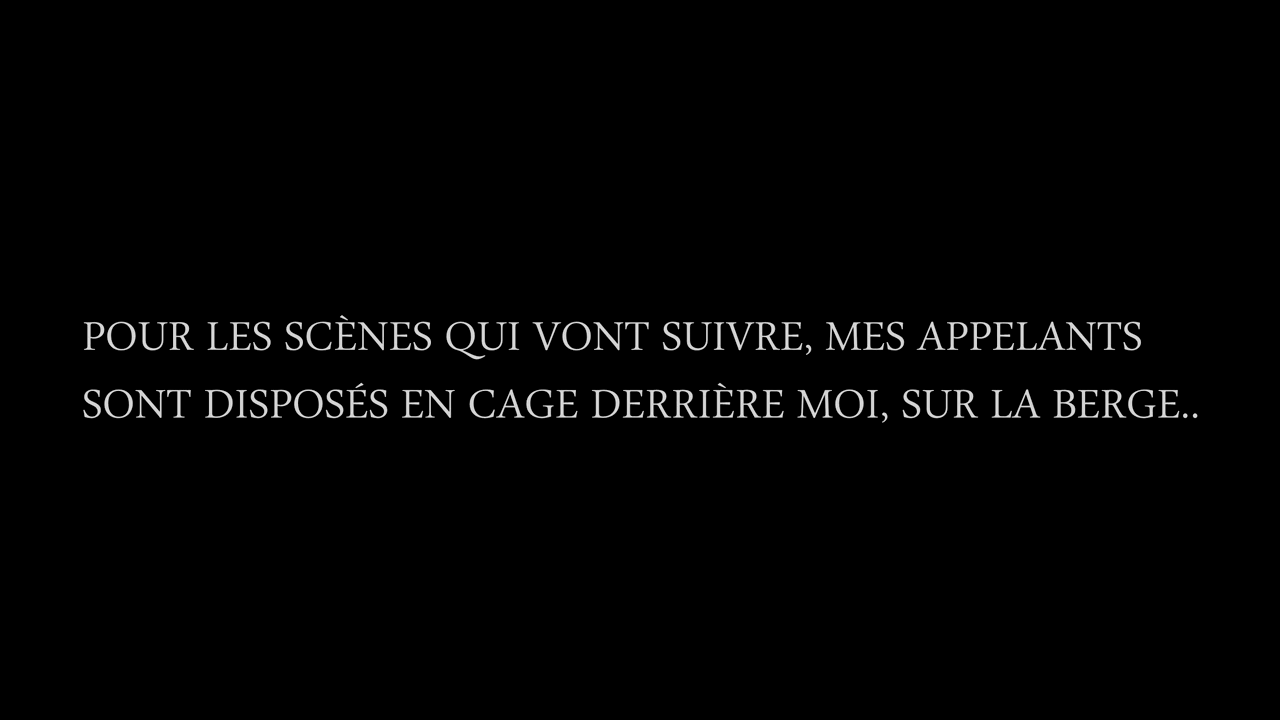 POUR LES SCÈNES QUI VONT SUIVRE, MES APPELANTS
SONT DISPOSÉS EN CAGE DERRIÈRE MOI, SUR LA BERGE..